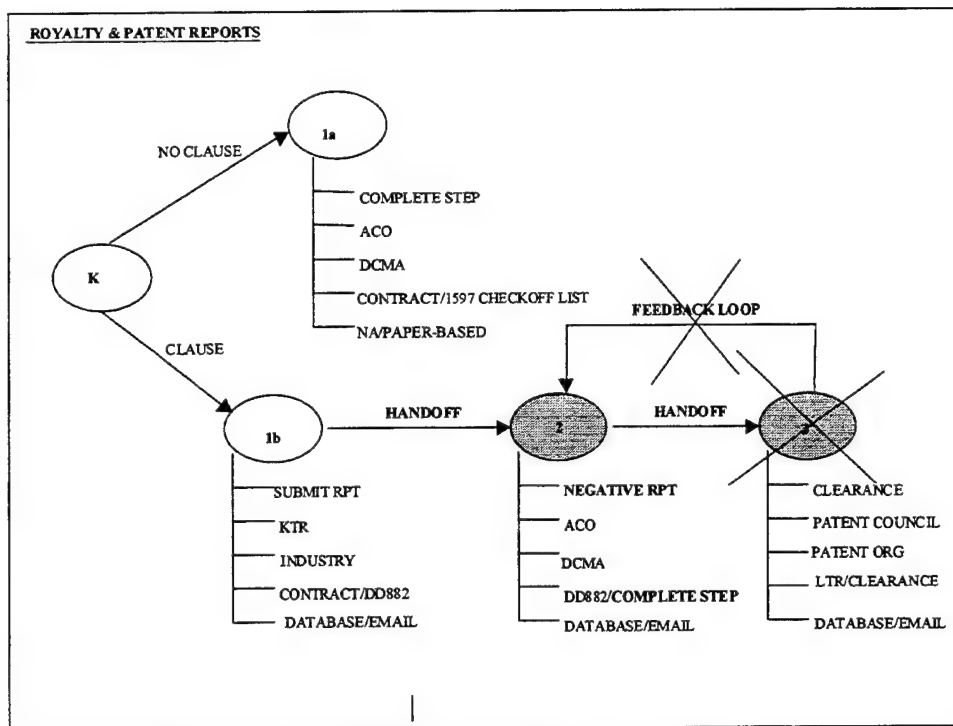 ROYALTY & PATENT REPORTS
1a
NO CLAUSE
COMPLETE STEP
ACO
DCMA
CONTRACT/1597 CHECKOFF LIST
NA/PAPER-BASED
K
CLAUSE
FEEDBACK LOOP
1b
HANDOFF
2
HANDOFF
3
SUBMIT RPT
KTR
INDUSTRY
CONTRACT/DD882
DATABASE/EMAIL
NEGATIVE RPT
ACO
DCMA
DD882/COMPLETE STEP
DATABASE/EMAIL
CLEARANCE
PATENT COUNCIL
PATENT ORG
LTR/CLEARANCE
DATABASE/EMAIL